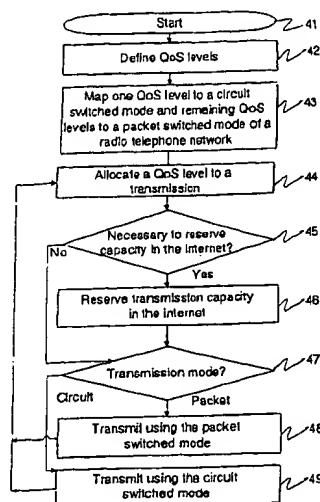 Start
41
Define QoS levels
42
Map one QoS level to a circuit
switched mode and remaining QoS
levels to a packet switched mode of a
radio telephone network
43
Allocate a QoS level to a
transmission
44
Necessary to reserve
capacity in the internet?
45
No
Yes
Reserve transmission capacity
in the internet
46
Transmission mode?
47
Circuit
Packet
Transmit using the packet
switched mode
48
Transmit using the circuit
switched mode
49